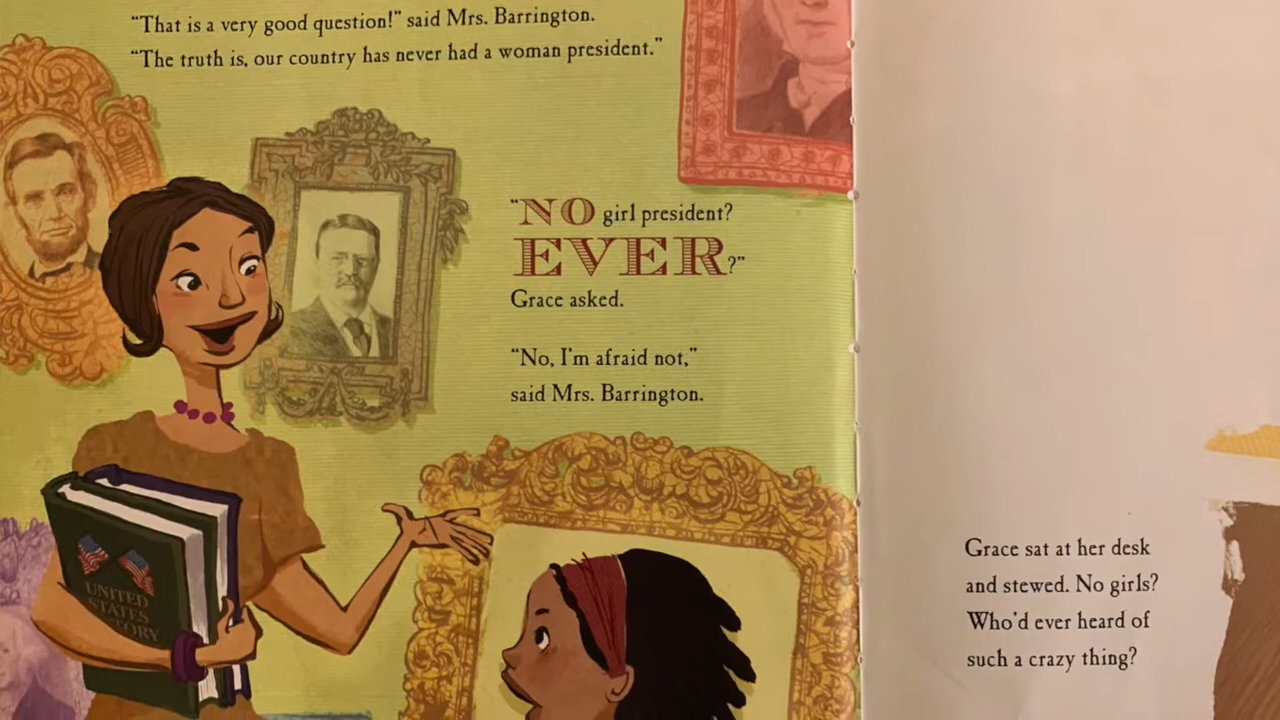 “That is a very good question!” said Mrs. Barrington.
“The truth is, our country has never had a woman president.”
“NO girl president?
EVER?”
Grace asked.
“No, I’m afraid not,”
said Mrs. Barrington.
UNITED
STATES
Grace sat at her desk
and stewed. No girls?
Who’d ever heard of
such a crazy thing?